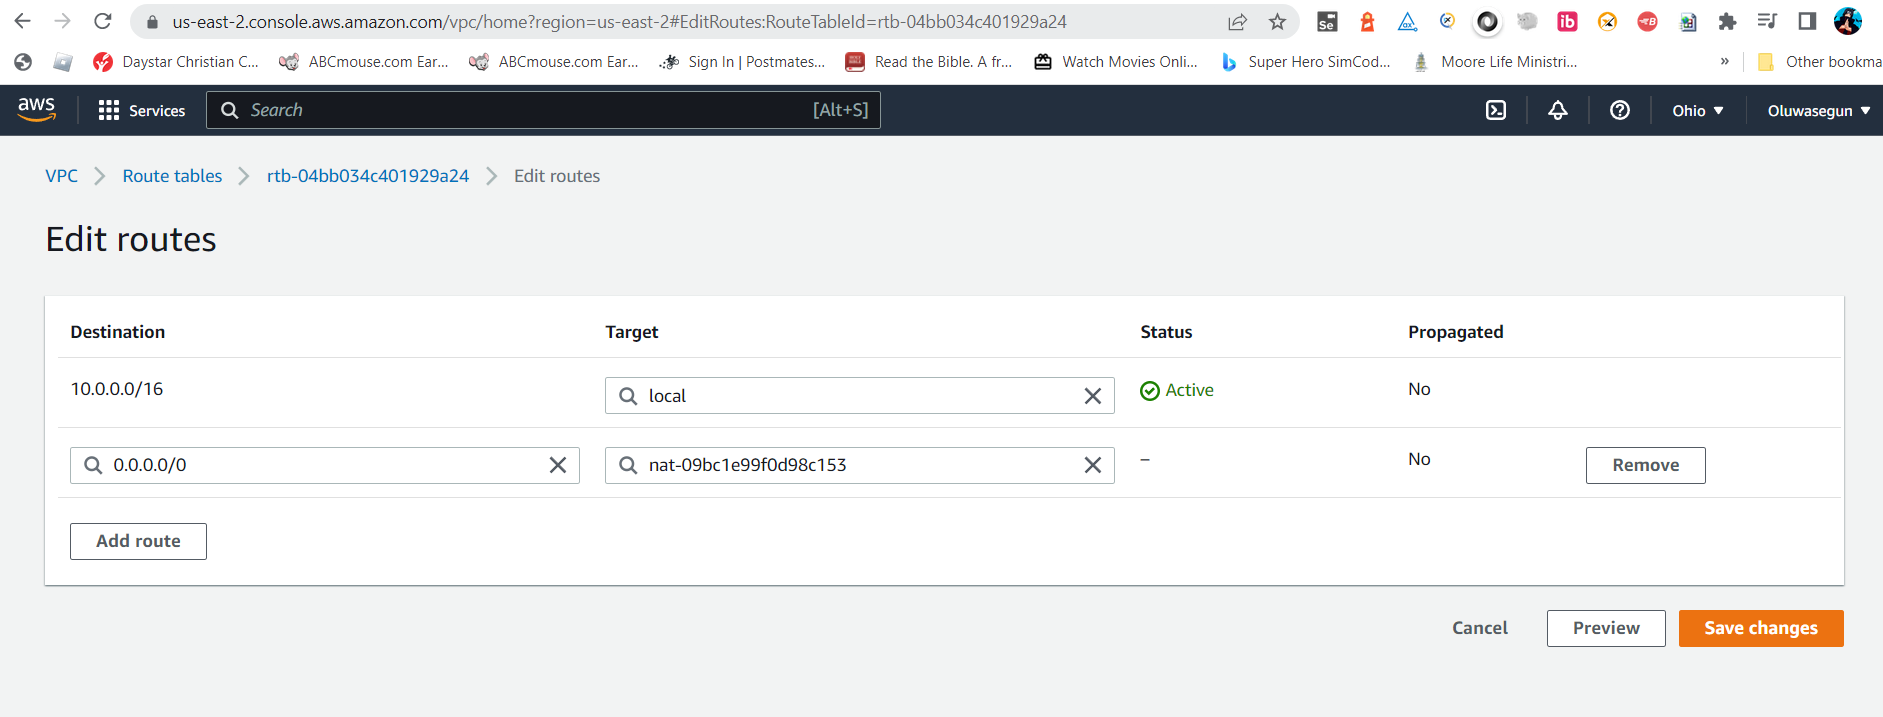 us-east-2.console.aws.amazon.com/vpc/home?region=us-east-2#EditRoutes:RouteTableId=rtb-04bb034c401929a24
Se ax ib B
Daystar Christian C... ABCmouse.com Ear... ABCmouse.com Ear... Sign In | Postmates... Read the Bible. A fr... Watch Movies Onli... Super Hero SimCod... Moore Life Ministri... » Other bookma
aws Services Search [Alt+S] Ohio Oluwasegun
VPC Route tables rtb-04bb034c401929a24 Edit routes
Edit routes
Destination Target Status Propagated
10.0.0.0/16 local Active No
0.0.0.0/0 nat-09bc1e99f0d98c153 – No Remove
Add route
Cancel Preview Save changes